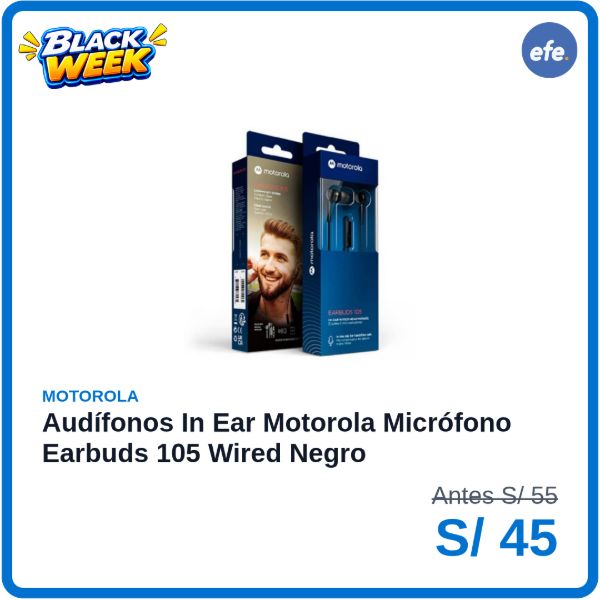 BLACK
WEEK
efe.
motorola
motorola
motorola
EARBUDS 105
MOTOROLA
Audífonos In Ear Motorola Micrófono
Earbuds 105 Wired Negro
Antes S/ 55
S/ 45